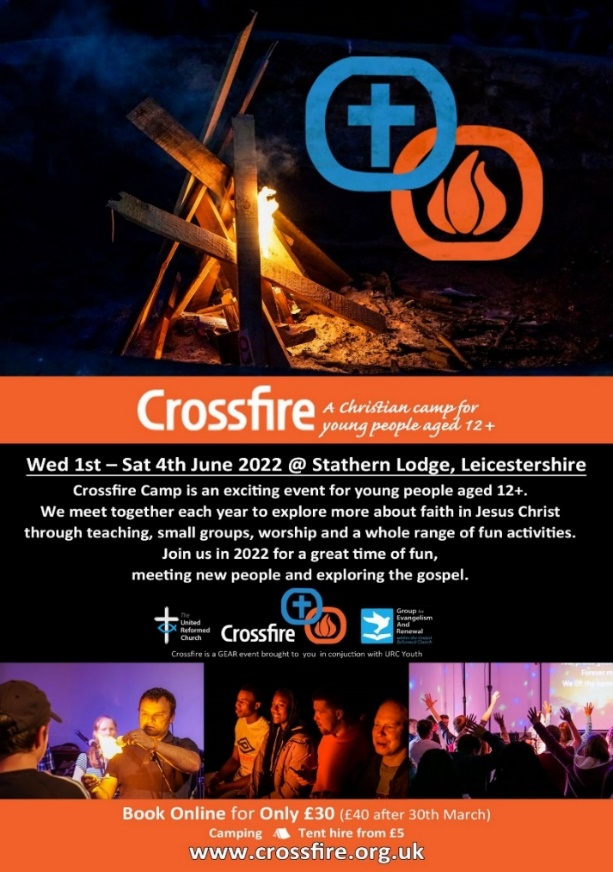 Crossfire
A Christian camp for
young people aged 12+
Wed 1st – Sat 4th June 2022 @ Stathern Lodge, Leicestershire
Crossfire Camp is an exciting event for young people aged 12+.
We meet together each year to explore more about faith in Jesus Christ
through teaching, small groups, worship and a whole range of fun activities.
Join us in 2022 for a great time of fun,
meeting new people and exploring the gospel.
The
United
Reformed
Church
Crossfire
Group for
Evangelism
And
Renewal
within the United
Reformed Church
Crossfire is a GEAR event brought to you in conjuction with URC Youth
We lift the
Book Online for Only £30 (£40 after 30th March)
Camping Tent hire from £5
www.crossfire.org.uk